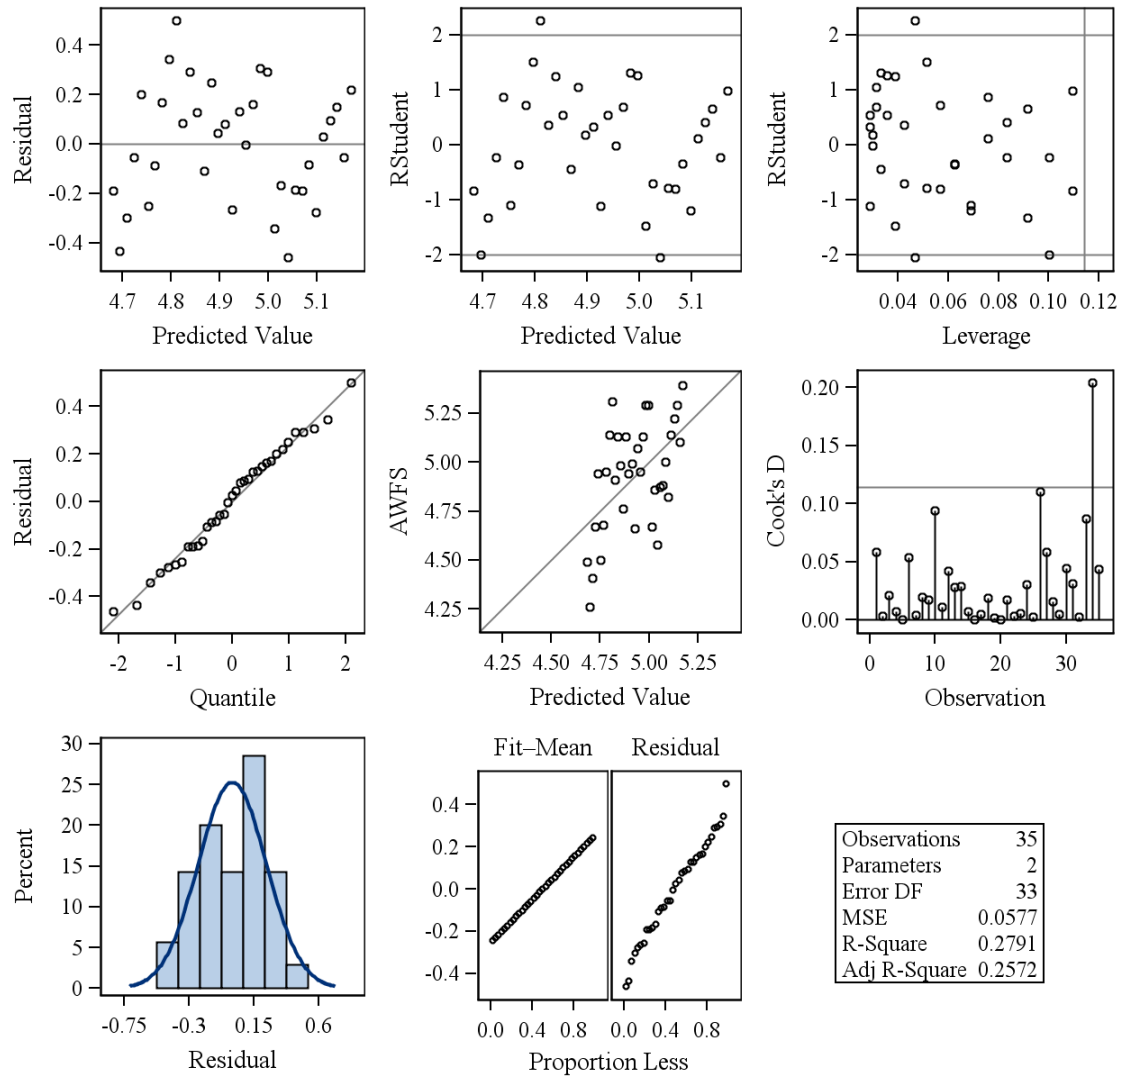 Residual
0.4
0.2
0.0
-0.2
-0.4
4.7 4.8 4.9 5.0 5.1
Predicted Value
RStudent
2
1
0
-1
-2
4.7 4.8 4.9 5.0 5.1
Predicted Value
RStudent
2
1
0
-1
-2
0.04 0.06 0.08 0.10 0.12
Leverage
Residual
0.4
0.2
0.0
-0.2
-0.4
-2 -1 0 1 2
Quantile
AWFS
5.25
5.00
4.75
4.50
4.25
4.25 4.50 4.75 5.00 5.25
Predicted Value
Cook's D
0.20
0.15
0.10
0.05
0.00
0 10 20 30
Observation
Percent
30
25
20
15
10
5
0
-0.75 -0.3 0.15 0.6
Residual
Fit–Mean Residual
0.4
0.2
0.0
-0.2
-0.4
0.0 0.4 0.8 0.0 0.4 0.8
Proportion Less
Observations 35
Parameters 2
Error DF 33
MSE 0.0577
R-Square 0.2791
Adj R-Square 0.2572